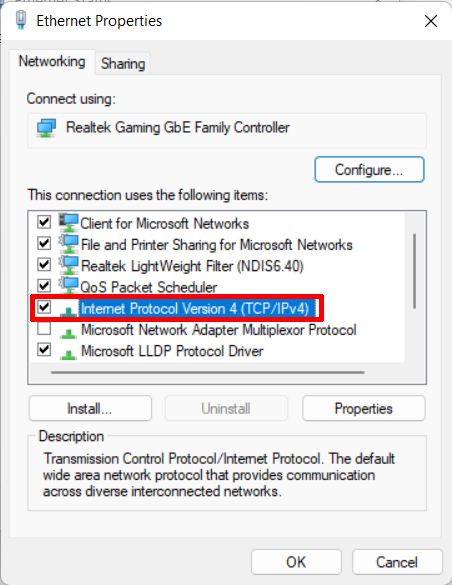 Ethernet Properties
Networking
Sharing
Connect using:
Realtek Gaming GbE Family Controller
Configure...
This connection uses the following items:
Client for Microsoft Networks
File and Printer Sharing for Microsoft Networks
Realtek LightWeight Filter (NDIS6.40)
QoS Packet Scheduler
Internet Protocol Version 4 (TCP/IPv4)
Microsoft Network Adapter Multiplexor Protocol
Microsoft LLDP Protocol Driver
Install...
Uninstall
Properties
Description
Transmission Control Protocol/Internet Protocol. The default
wide area network protocol that provides communication
across diverse interconnected networks.
OK
Cancel